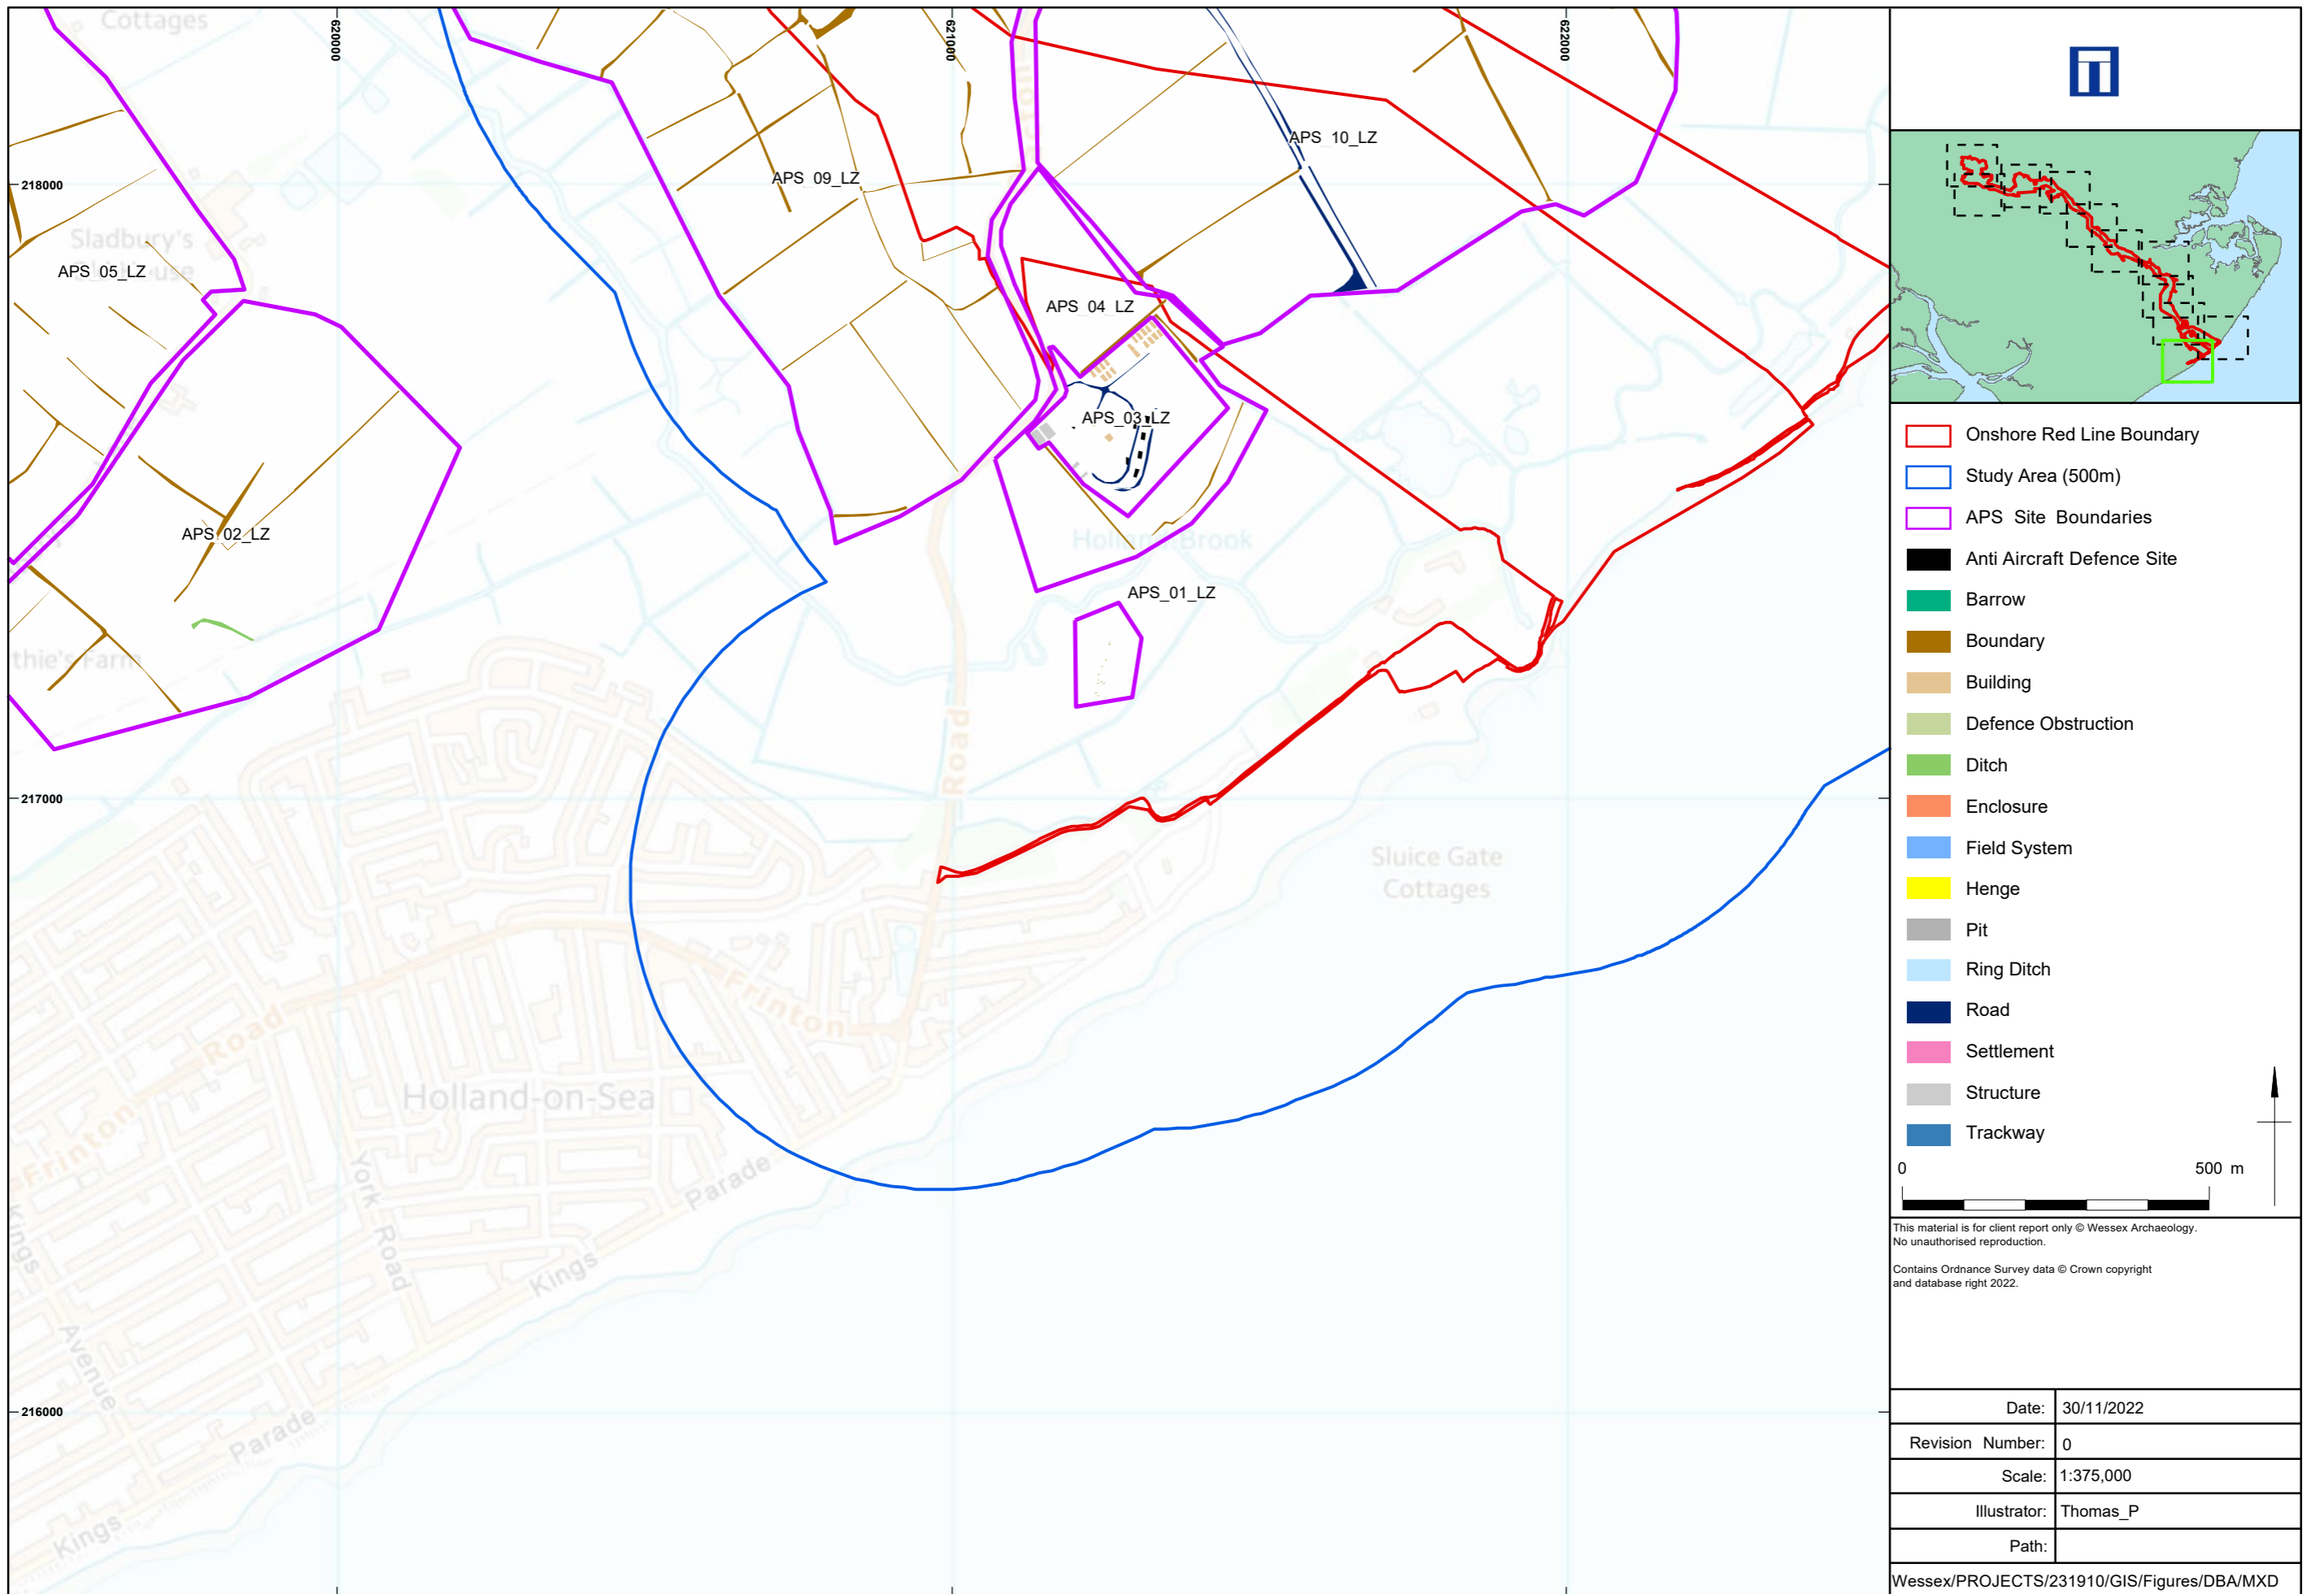 Cottages
620000
621000
622000
218000
217000
216000
Sladbury's
APS_05_LZ
APS_09_LZ
APS_10_LZ
APS_04_LZ
APS_03_LZ
APS_02_LZ
APS_01_LZ
Holland Brook
thie's Farm
Road
Sluice Gate
Cottages
Frinton
Frinton Road
Holland-on-Sea
York Road
Kings Parade
Kings
Avenue
Kings Parade
Onshore Red Line Boundary
Study Area (500m)
APS Site Boundaries
Anti Aircraft Defence Site
Barrow
Boundary
Building
Defence Obstruction
Ditch
Enclosure
Field System
Henge
Pit
Ring Ditch
Road
Settlement
Structure
Trackway
0 500 m
This material is for client report only © Wessex Archaeology.
No unauthorised reproduction.
Contains Ordnance Survey data © Crown copyright
and database right 2022.
Date: 30/11/2022
Revision Number: 0
Scale: 1:375,000
Illustrator: Thomas_P
Path:
Wessex/PROJECTS/231910/GIS/Figures/DBA/MXD